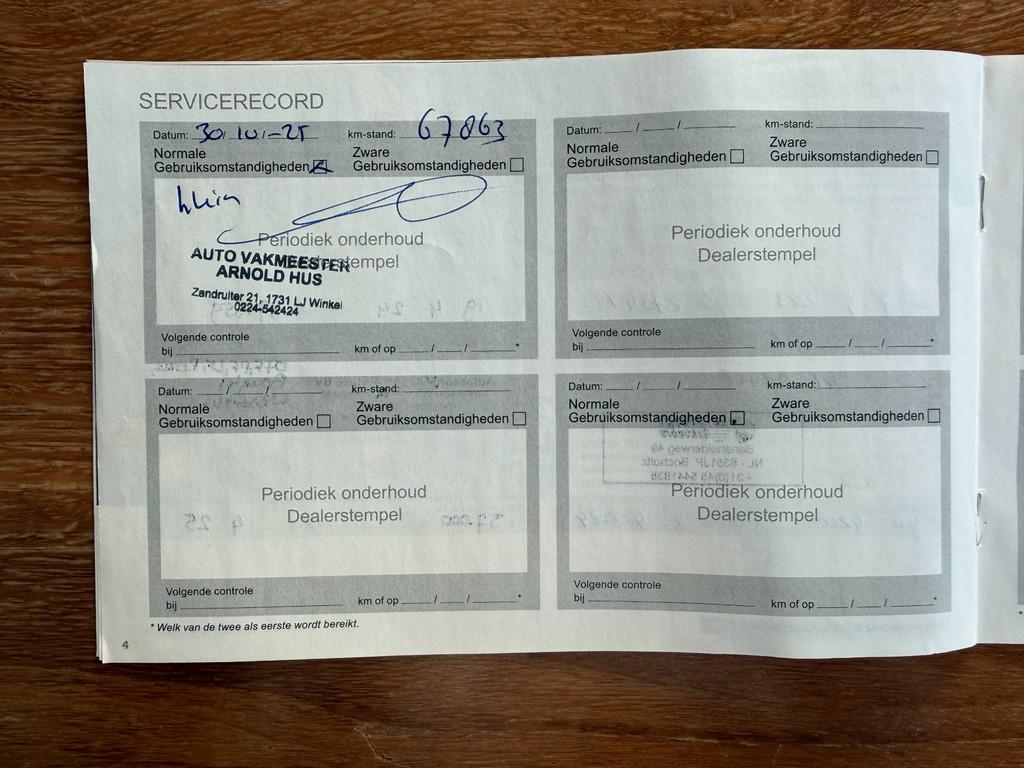 SERVICERECORD
Datum: 30/10/-25 km-stand: 67863
Normale Zware
Gebruiksomstandigheden Gebruiksomstandigheden
Periodiek onderhoud
Dealerstempel
AUTO VAKMEESTER
ARNOLD HUS
Zandruiter 21, 1731 LJ Winkel
0224-542424
Volgende controle
bij km of op / / *
Datum: / / km-stand:
Normale Zware
Gebruiksomstandigheden Gebruiksomstandigheden
Periodiek onderhoud
Dealerstempel
Volgende controle
bij km of op / / *
Datum: / / km-stand:
Normale Zware
Gebruiksomstandigheden Gebruiksomstandigheden
Periodiek onderhoud
Dealerstempel
Volgende controle
bij km of op / / *
Datum: / / km-stand:
Normale Zware
Gebruiksomstandigheden Gebruiksomstandigheden
Periodiek onderhoud
Dealerstempel
Volgende controle
bij km of op / / *
* Welk van de twee als eerste wordt bereikt.
4